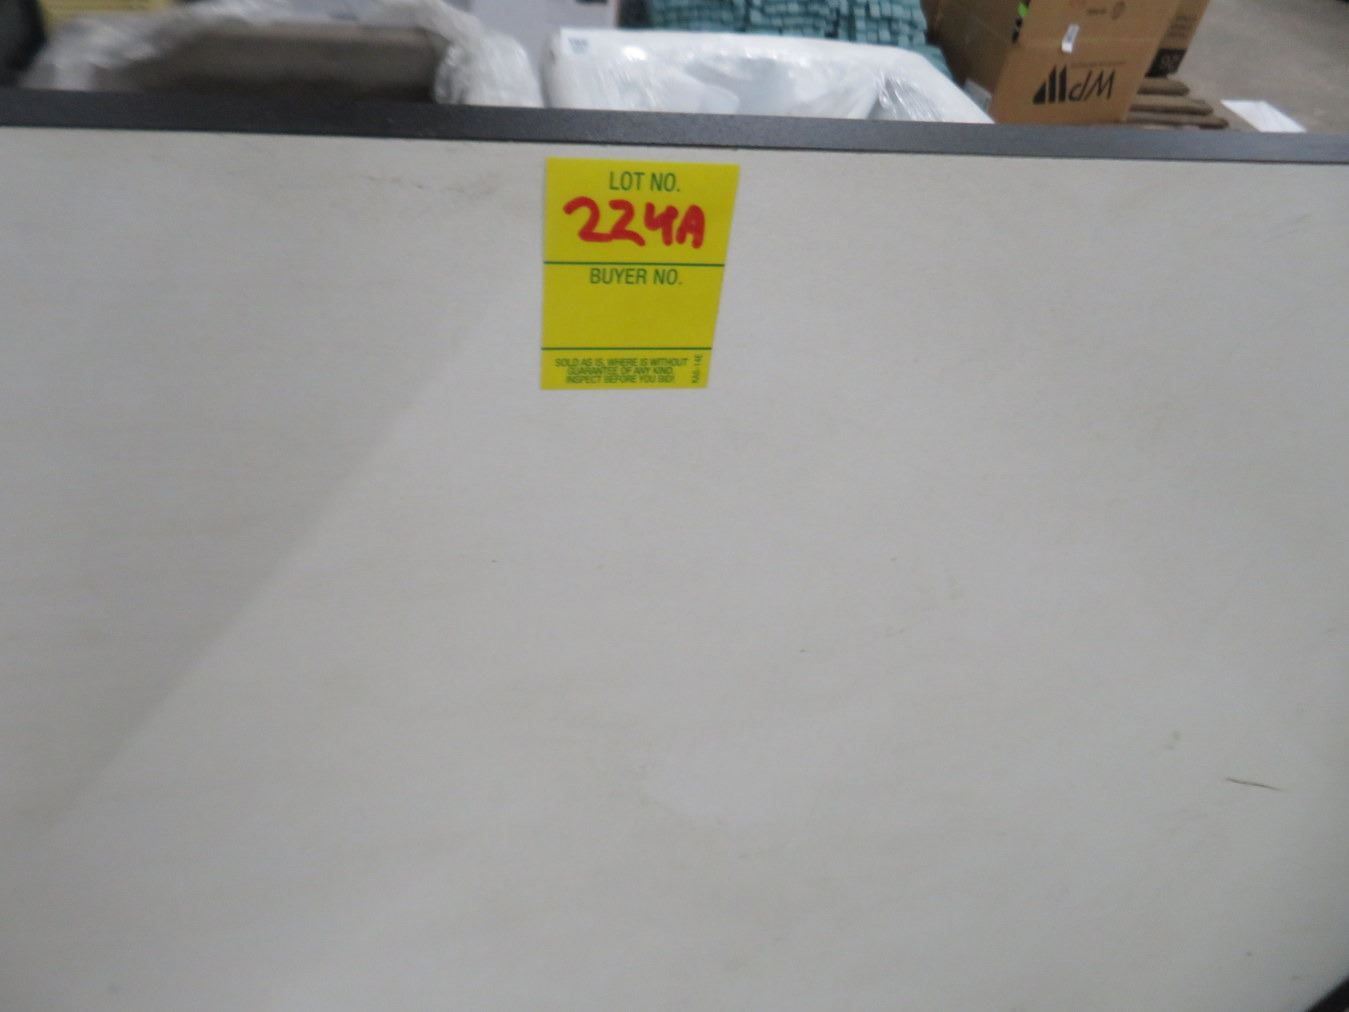 LOT NO.
224A
BUYER NO.
SOLD AS IS, WHERE IS WITHOUT
GUARANTEE OF ANY KIND.
INSPECT BEFORE YOU BID!
WPM